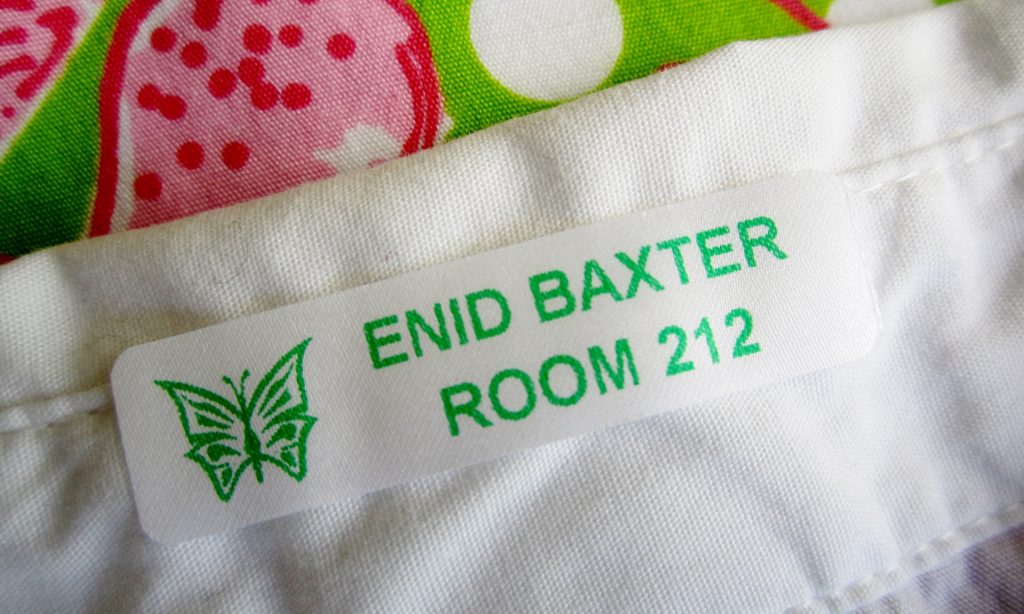 ENID BAXTER
ROOM 212